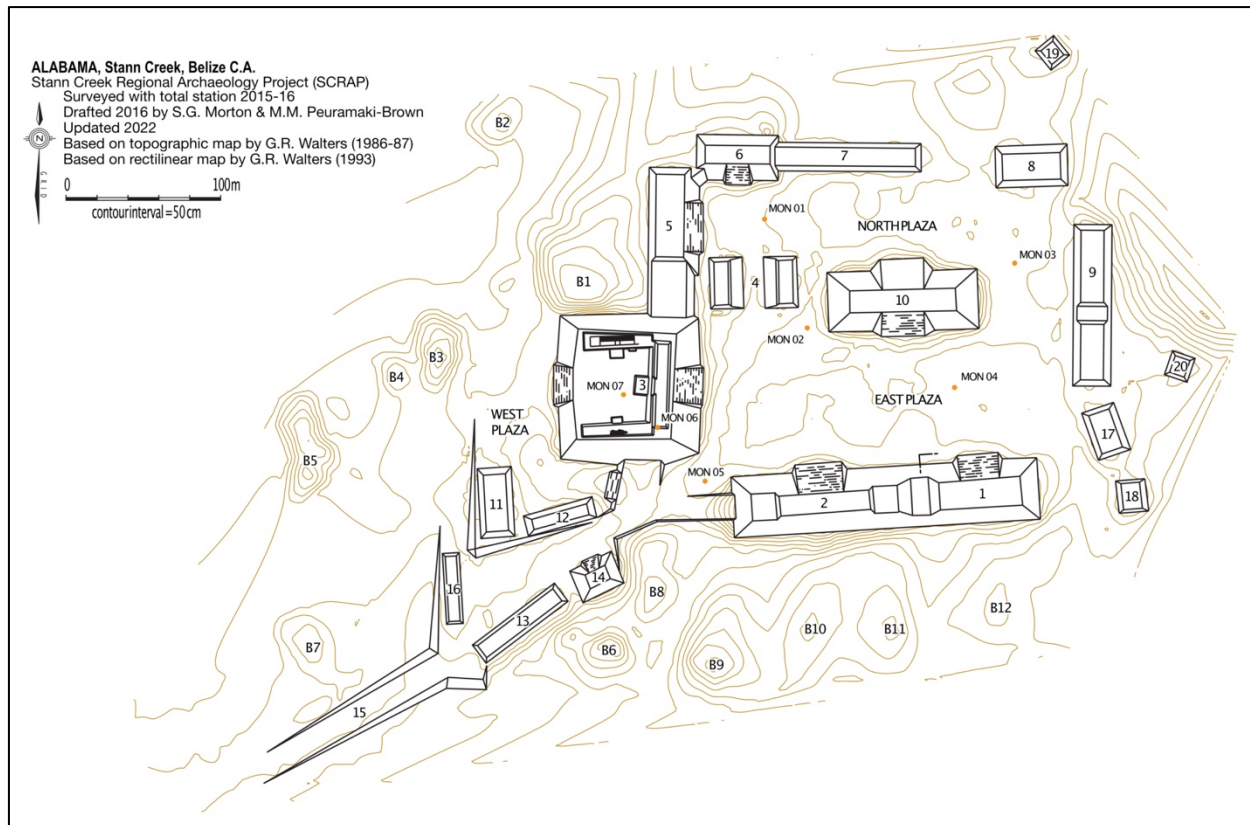 ALABAMA, Stann Creek, Belize C.A.
Stann Creek Regional Archaeology Project (SCRAP)
Surveyed with total station 2015-16
Drafted 2016 by S.G. Morton & M.M. Peuramaki-Brown
Updated 2022
Based on topographic map by G.R. Walters (1986-87)
Based on rectilinear map by G.R. Walters (1993)
N
GRID
0 100m
contourinterval = 50 cm
19
B2
6
7
8
5
MON 01
NORTH PLAZA
MON 03
9
B1
4
10
MON 02
B3
B4
20
3
MON 07
MON 04
EAST PLAZA
WEST
PLAZA
MON 06
17
B5
MON 05
11
12
2
1
18
14
16
13
B8
B7
B6
B9
B10
B11
B12
15